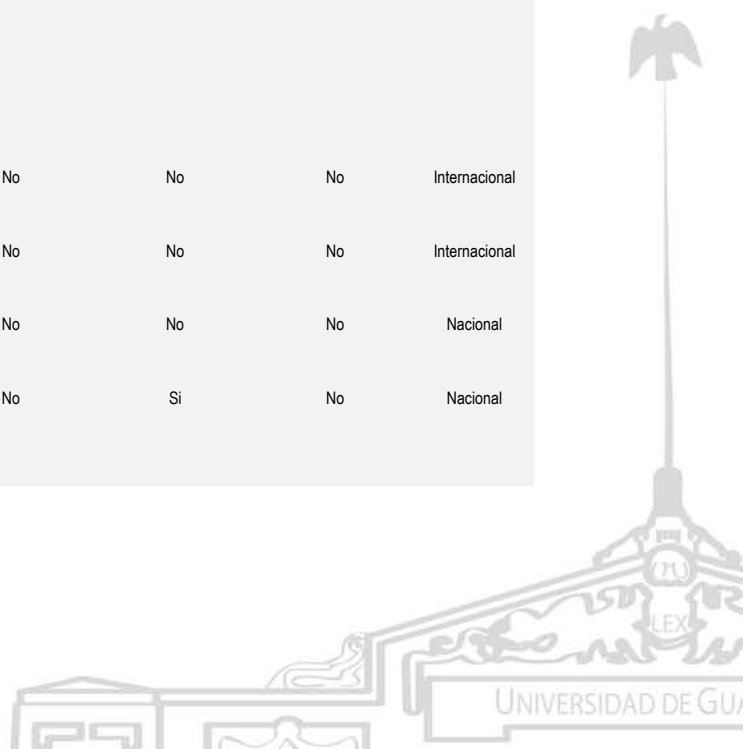 No No No Internacional
No No No Internacional
No No No Nacional
No Si No Nacional
LEX
UNIVERSIDAD DE